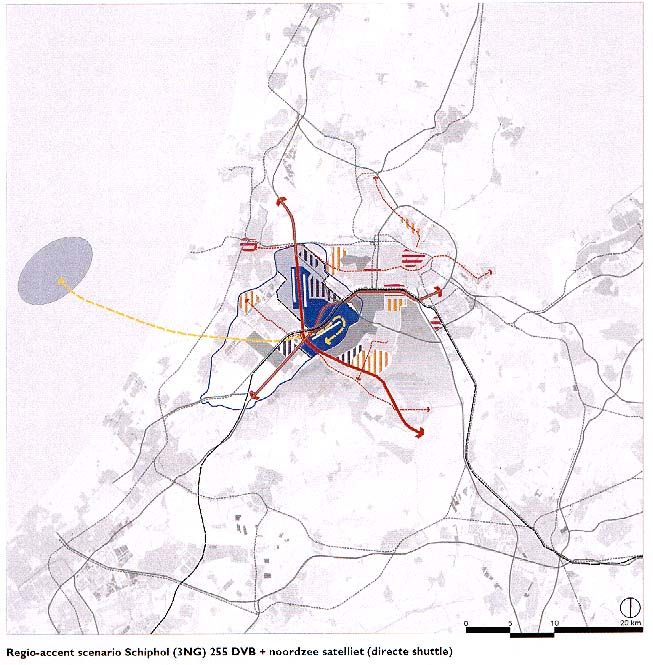 0 5 10 20 km
Regio-accent scenario Schiphol (3NG) 255 DVB + noordzee satelliet (directe shuttle)